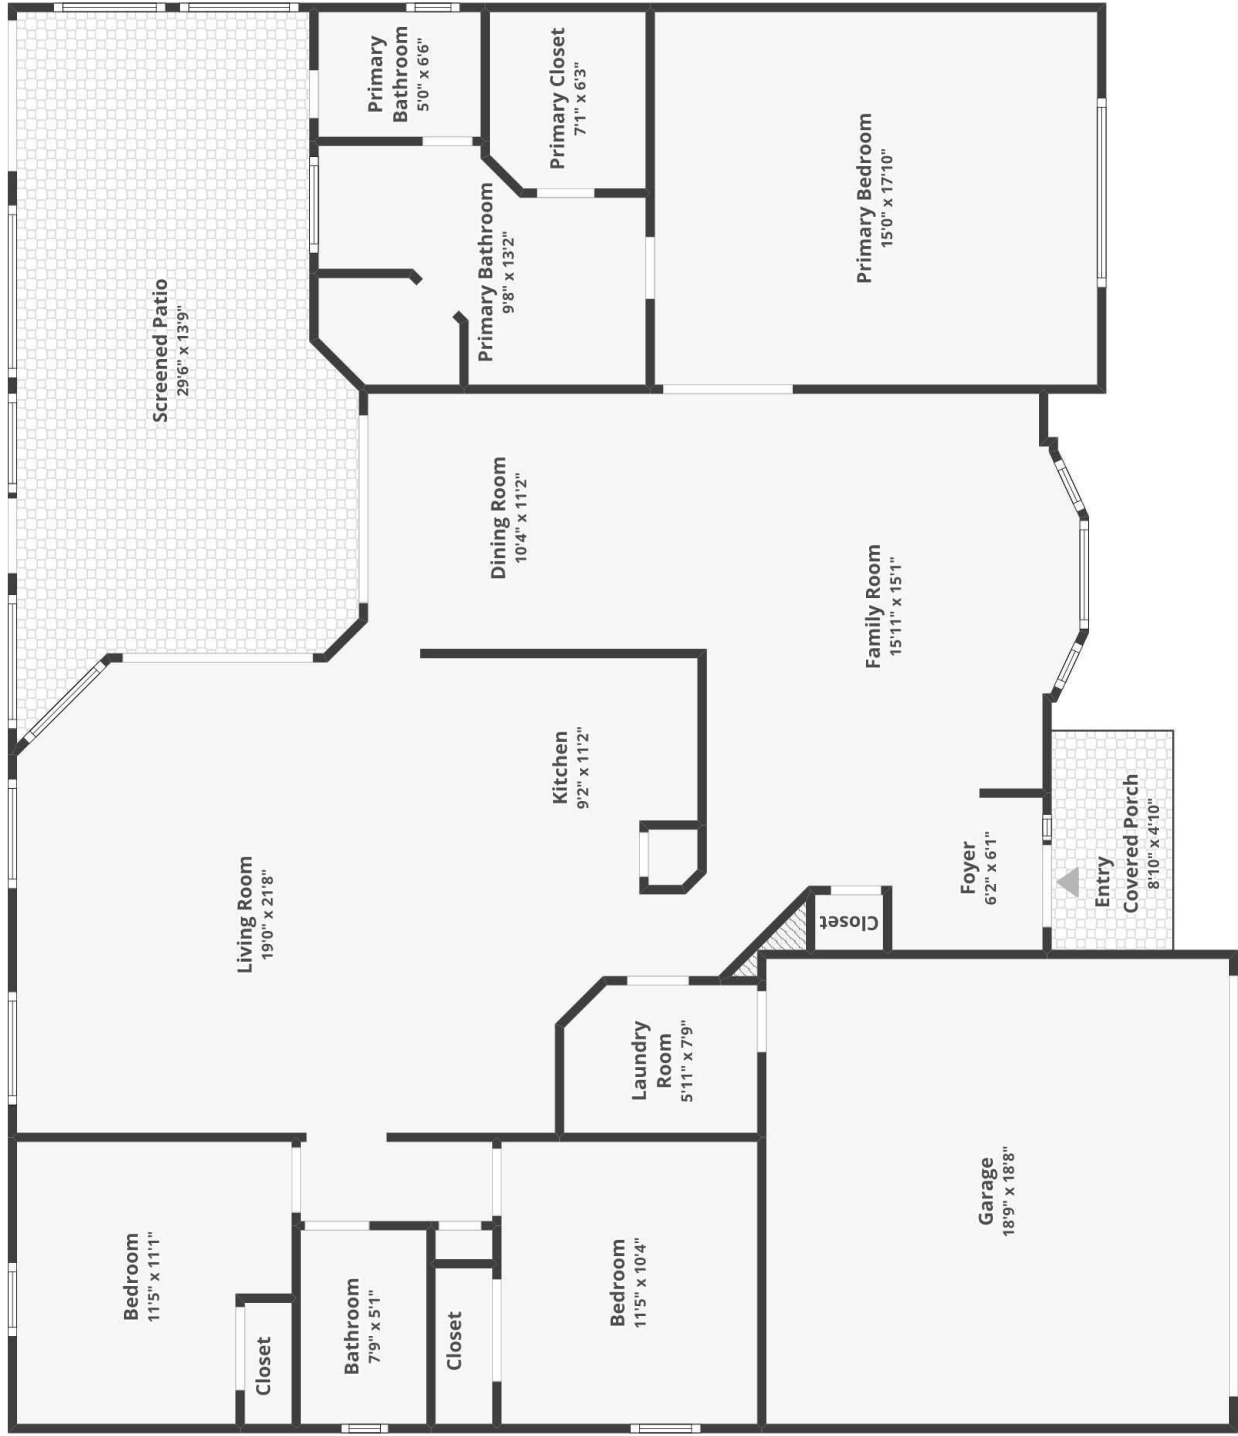 Screened Patio
29'6" x 13'9"
Primary
Bathroom
5'0" x 6'6"
Primary Closet
7'1" x 6'3"
Primary Bathroom
9'8" x 13'2"
Primary Bedroom
15'0" x 17'10"
Dining Room
10'4" x 11'2"
Family Room
15'11" x 15'1"
Kitchen
9'2" x 11'2"
Living Room
19'0" x 21'8"
Foyer
6'2" x 6'1"
Entry
Covered Porch
8'10" x 4'10"
Closet
Laundry
Room
5'11" x 7'9"
Garage
18'9" x 18'8"
Bedroom
11'5" x 11'1"
Closet
Bathroom
7'9" x 5'1"
Closet
Bedroom
11'5" x 10'4"